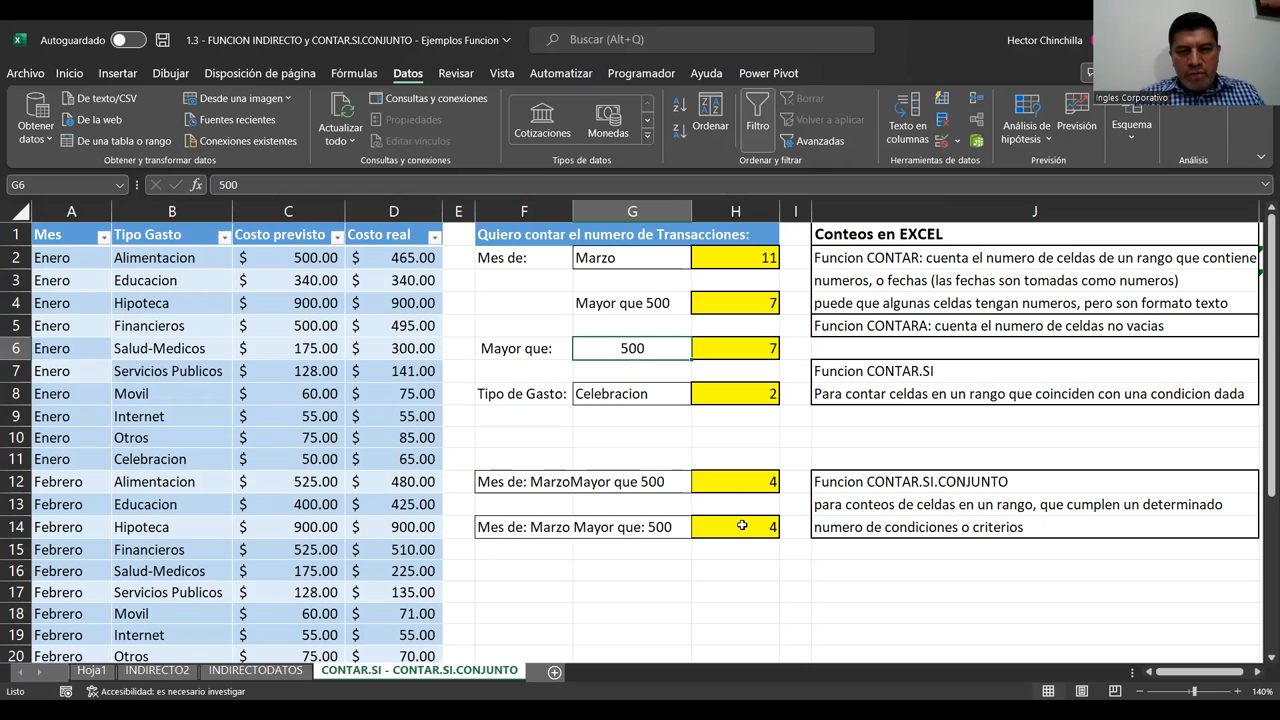 Autoguardado
1.3 - FUNCION INDIRECTO y CONTAR.SI.CONJUNTO - Ejemplos Funcion
Buscar (Alt+Q)
Hector Chinchilla
Ingles Corporativo
Archivo Inicio Insertar Dibujar Disposición de página Fórmulas Datos Revisar Vista Automatizar Programador Ayuda Power Pivot
Obtener datos
De texto/CSV
De la web
De una tabla o rango
Desde una imagen
Fuentes recientes
Conexiones existentes
Obtener y transformar datos
Actualizar todo
Consultas y conexiones
Propiedades
Editar vínculos
Consultas y conexiones
Cotizaciones Monedas
Tipos de datos
Ordenar
Filtro
Borrar
Volver a aplicar
Avanzadas
Ordenar y filtrar
Texto en columnas
Herramientas de datos
Análisis de hipótesis
Previsión
Previsión
Esquema
Análisis
G6 fx 500
A B C D E F G H I J
1 Mes Tipo Gasto Costo previsto Costo real Quiero contar el numero de Transacciones: Conteos en EXCEL
2 Enero Alimentacion $ 500.00 $ 465.00 Mes de: Marzo 11 Funcion CONTAR: cuenta el numero de celdas de un rango que contiene
3 Enero Educacion $ 340.00 $ 340.00 numeros, o fechas (las fechas son tomadas como numeros)
4 Enero Hipoteca $ 900.00 $ 900.00 Mayor que 500 7 puede que algunas celdas tengan numeros, pero son formato texto
5 Enero Financieros $ 500.00 $ 495.00 Funcion CONTARA: cuenta el numero de celdas no vacias
6 Enero Salud-Medicos $ 175.00 $ 300.00 Mayor que: 500 7
7 Enero Servicios Publicos $ 128.00 $ 141.00 Funcion CONTAR.SI
8 Enero Movil $ 60.00 $ 75.00 Tipo de Gasto: Celebracion 2 Para contar celdas en un rango que coinciden con una condicion dada
9 Enero Internet $ 55.00 $ 55.00
10 Enero Otros $ 75.00 $ 85.00
11 Enero Celebracion $ 50.00 $ 65.00
12 Febrero Alimentacion $ 525.00 $ 480.00 Mes de: MarzoMayor que 500 4 Funcion CONTAR.SI.CONJUNTO
13 Febrero Educacion $ 400.00 $ 425.00 para conteos de celdas en un rango, que cumplen un determinado
14 Febrero Hipoteca $ 900.00 $ 900.00 Mes de: Marzo Mayor que: 500 4 numero de condiciones o criterios
15 Febrero Financieros $ 525.00 $ 510.00
16 Febrero Salud-Medicos $ 175.00 $ 225.00
17 Febrero Servicios Publicos $ 128.00 $ 135.00
18 Febrero Movil $ 60.00 $ 71.00
19 Febrero Internet $ 55.00 $ 55.00
20 Febrero Otros $ 75.00 $ 70.00
Hoja1 INDIRECTO2 INDIRECTODATOS CONTAR.SI - CONTAR.SI.CONJUNTO
Listo Accesibilidad: es necesario investigar 140%